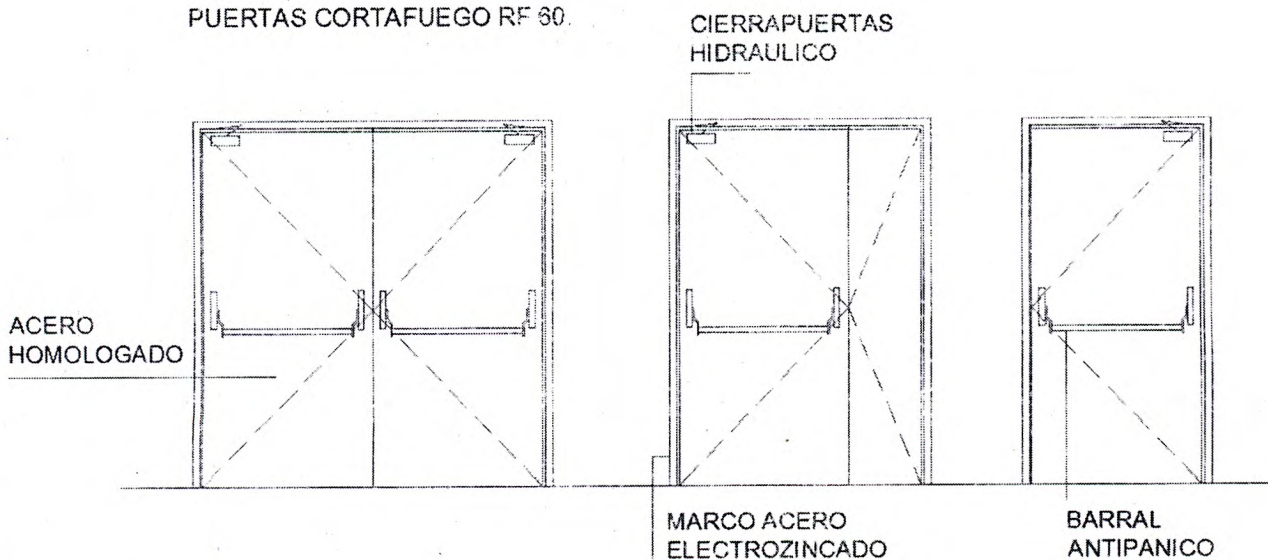 PUERTAS CORTAFUEGO RF 60.
CIERRAPUERTAS
HIDRAULICO
ACERO
HOMOLOGADO
MARCO ACERO
ELECTROZINCADO
BARRAL
ANTIPANICO